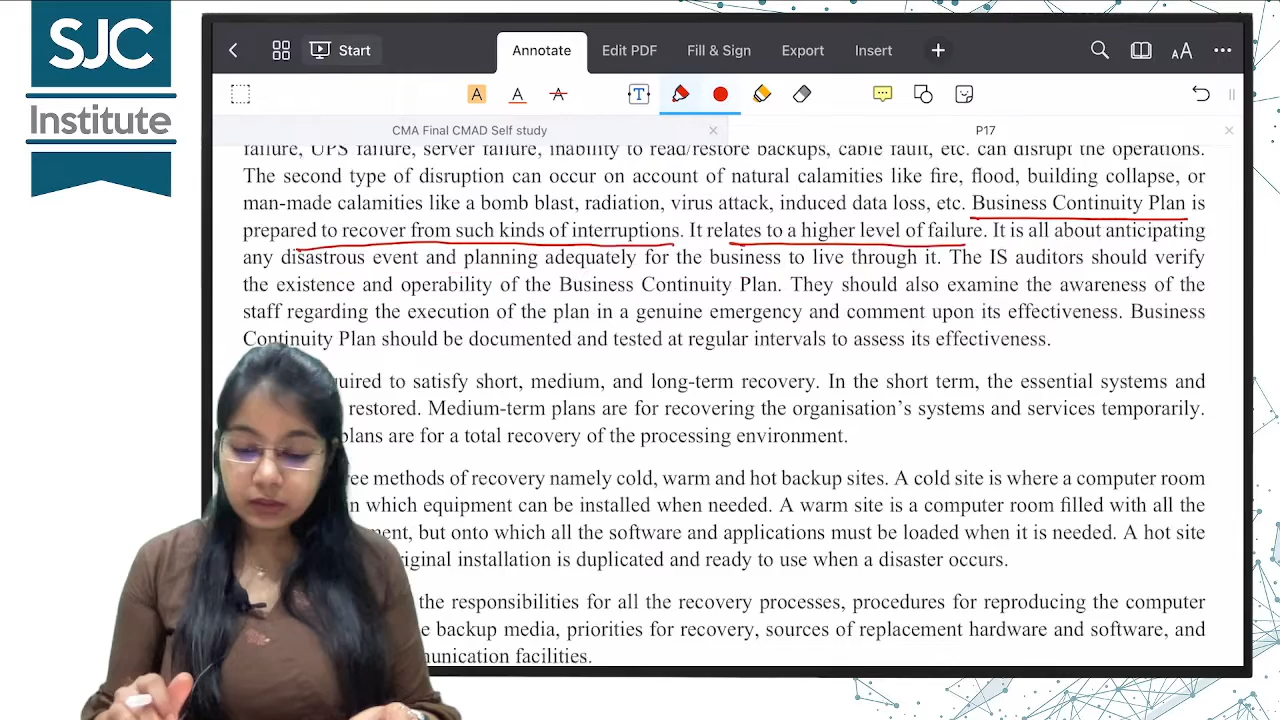 SJC
Institute
Start
Annotate
Edit PDF
Fill & Sign
Export
Insert
CMA Final CMAD Self study
P17
failure, UPS failure, server failure, inability to read/restore backups, cable fault, etc. can disrupt the operations.
The second type of disruption can occur on account of natural calamities like fire, flood, building collapse, or
man-made calamities like a bomb blast, radiation, virus attack, induced data loss, etc. Business Continuity Plan is
prepared to recover from such kinds of interruptions. It relates to a higher level of failure. It is all about anticipating
any disastrous event and planning adequately for the business to live through it. The IS auditors should verify
the existence and operability of the Business Continuity Plan. They should also examine the awareness of the
staff regarding the execution of the plan in a genuine emergency and comment upon its effectiveness. Business
Continuity Plan should be documented and tested at regular intervals to assess its effectiveness.
to satisfy short, medium, and long-term recovery. In the short term, the essential systems and
restored. Medium-term plans are for recovering the organisation's systems and services temporarily.
plans are for a total recovery of the processing environment.
methods of recovery namely cold, warm and hot backup sites. A cold site is where a computer room
which equipment can be installed when needed. A warm site is a computer room filled with all the
but onto which all the software and applications must be loaded when it is needed. A hot site
installation is duplicated and ready to use when a disaster occurs.
the responsibilities for all the recovery processes, procedures for reproducing the computer
backup media, priorities for recovery, sources of replacement hardware and software, and
facilities.